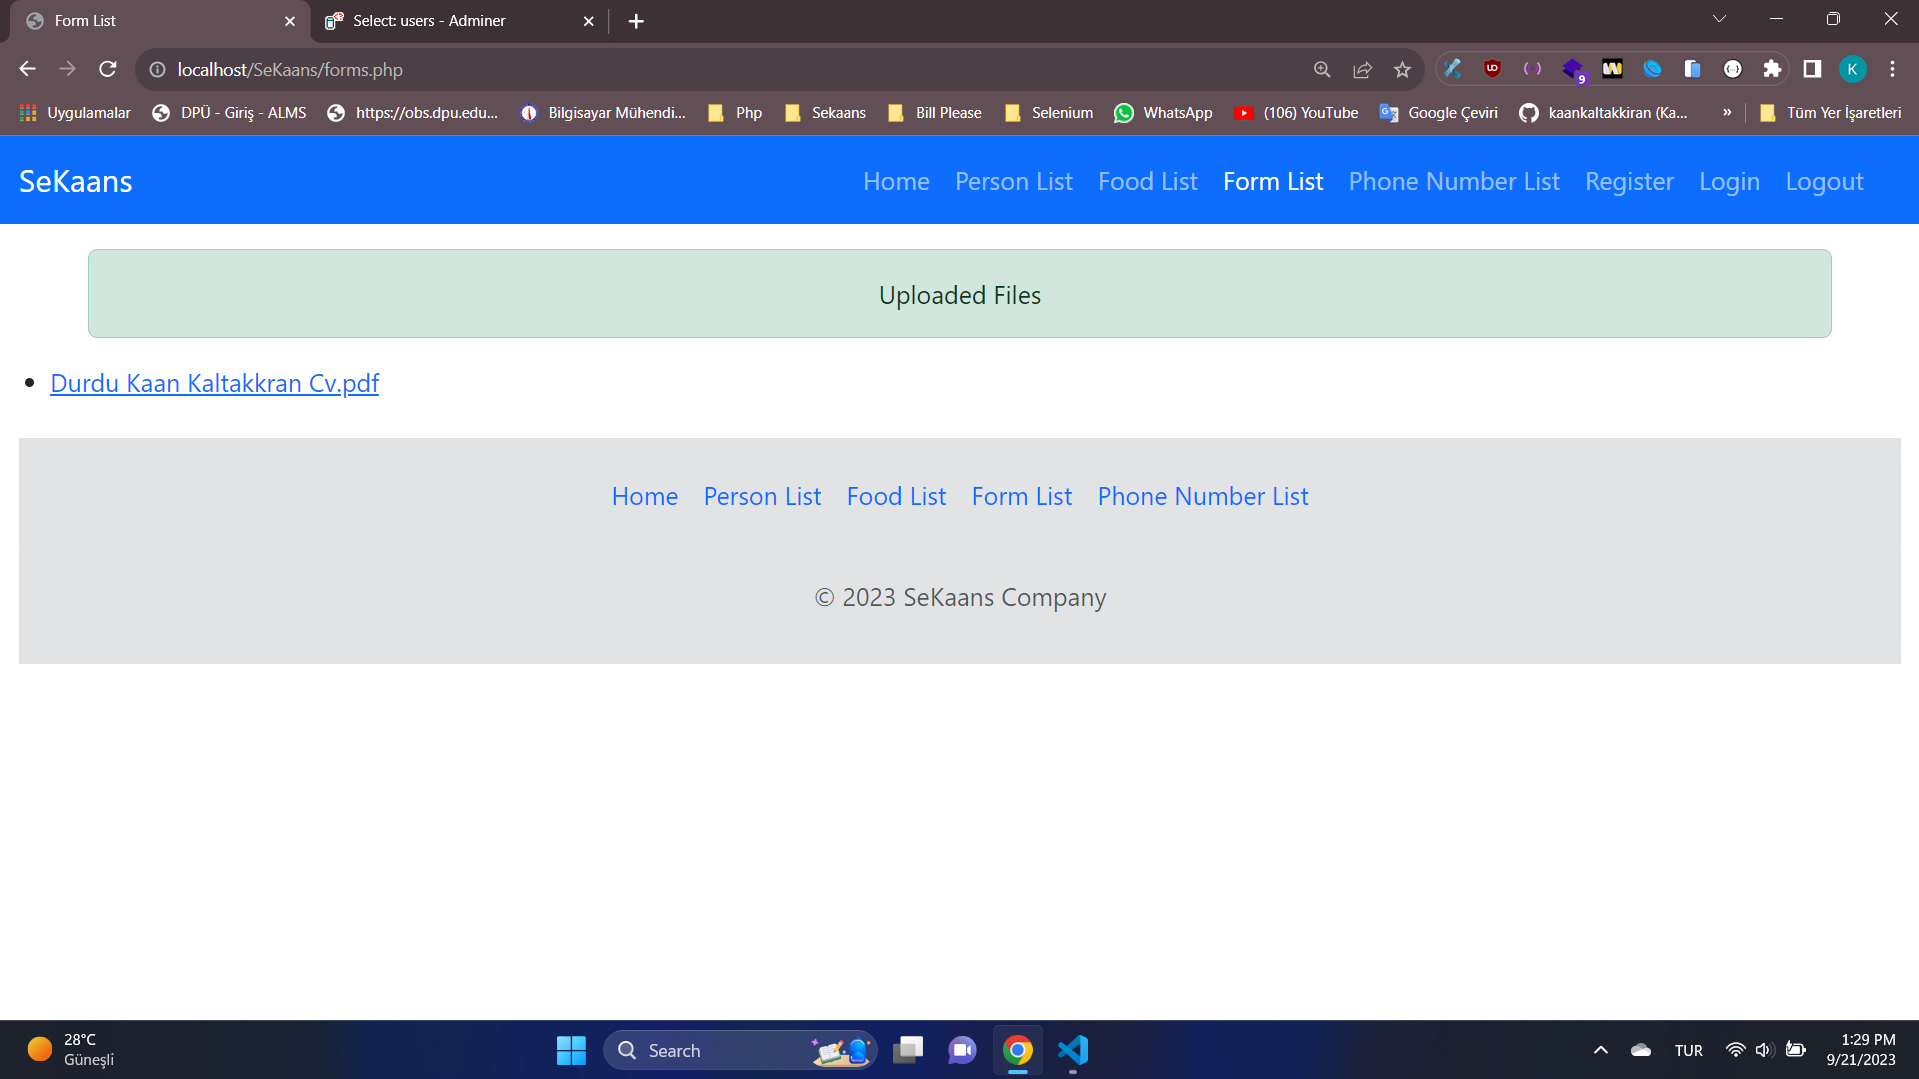 Form List
Select: users - Adminer
localhost/SeKaans/forms.php
9
K
Uygulamalar
DPÜ - Giriş - ALMS
https://obs.dpu.edu...
Bilgisayar Mühendi...
Php
Sekaans
Bill Please
Selenium
WhatsApp
(106) YouTube
Google Çeviri
kaankaltakkiran (Ka...
»
Tüm Yer İşaretleri
SeKaans
Home
Person List
Food List
Form List
Phone Number List
Register
Login
Logout
Uploaded Files
Durdu Kaan Kaltakkran Cv.pdf
Home
Person List
Food List
Form List
Phone Number List
© 2023 SeKaans Company
28°C
Güneşli
Search
TUR
1:29 PM
9/21/2023